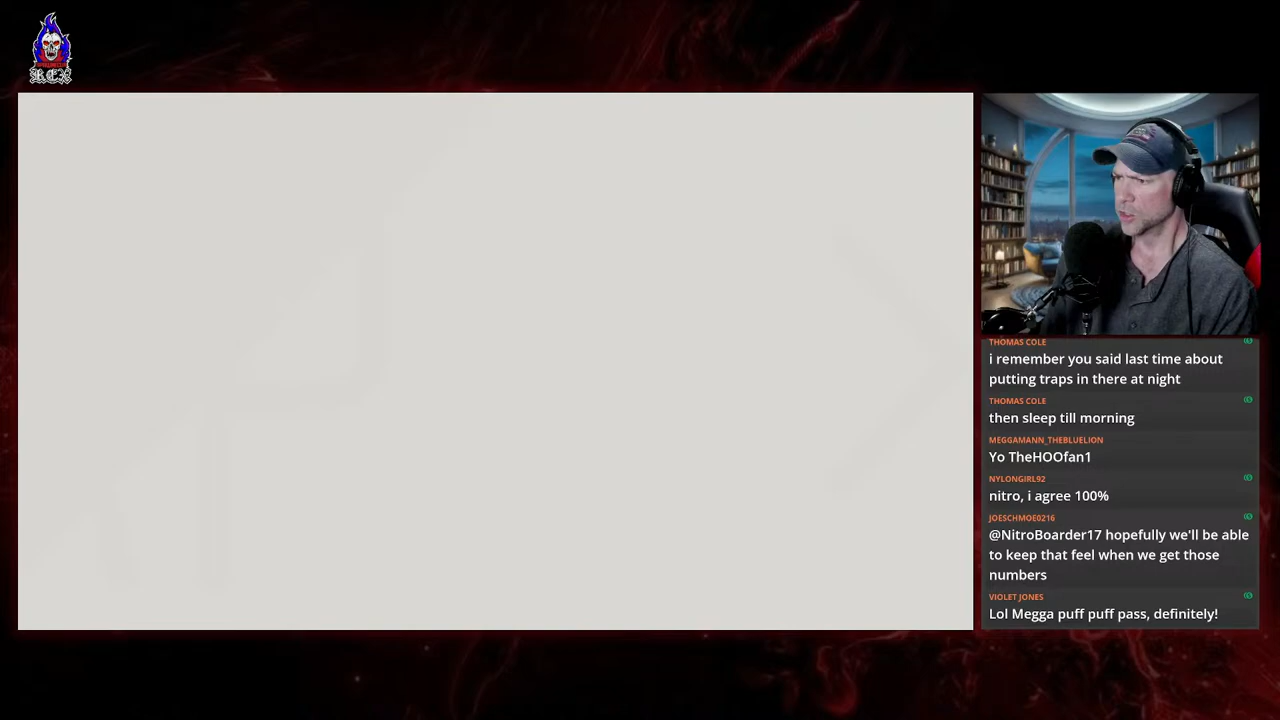 REX
THOMAS COLE
i remember you said last time about
putting traps in there at night
THOMAS COLE
then sleep till morning
MEGGAMANN_THEBLUELION
Yo TheHOOfan1
NYLONGIRL92
nitro, i agree 100%
JOESCHMOE0216
@NitroBoarder17 hopefully we'll be able
to keep that feel when we get those
numbers
VIOLET JONES
Lol Megga puff puff pass, definitely!